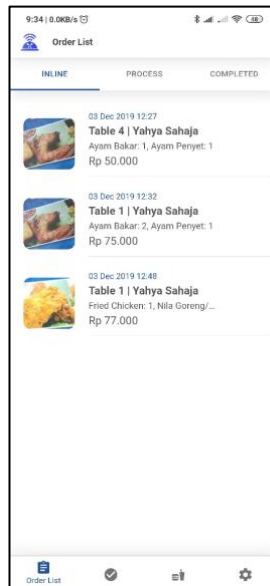 9:34 | 0.0KB/s
48
Order List
INLINE PROCESS COMPLETED
03 Dec 2019 12:27
Table 4 | Yahya Sahaja
Ayam Bakar: 1, Ayam Penyet: 1
Rp 50.000
03 Dec 2019 12:32
Table 1 | Yahya Sahaja
Ayam Bakar: 2, Ayam Penyet: 1
Rp 75.000
03 Dec 2019 12:48
Table 1 | Yahya Sahaja
Fried Chicken: 1, Nila Goreng/...
Rp 77.000
Order List